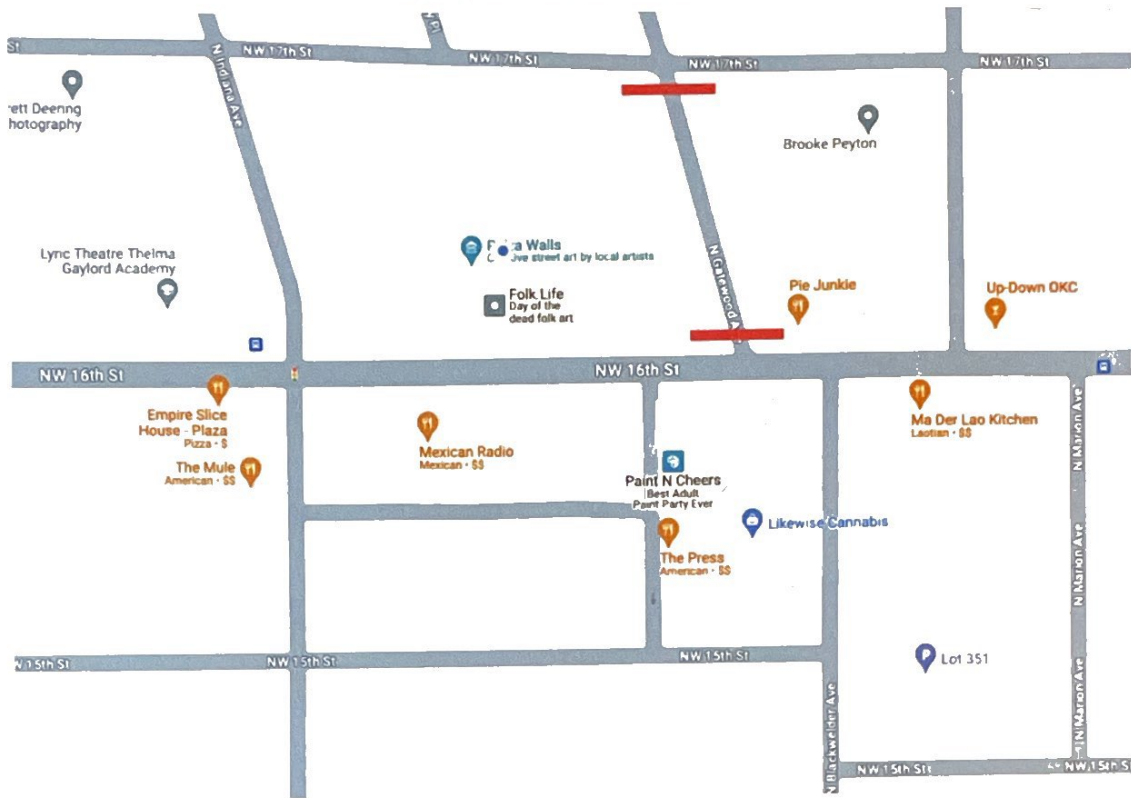 NW 17th St
NW 17th St
NW 17th St
NW 17th St
N Indiana Ave
N Pl
St
rett Deering
hotography
Brooke Peyton
Lyric Theatre Thelma
Gaylord Academy
Walls
street art by local artists
Folk Life
Day of the
dead folk art
N Gatewood A
Pie Junkie
Up-Down OKC
NW 16th St
NW 16th St
Empire Slice
House - Plaza
Pizza · $
The Mule
American · $$
Mexican Radio
Mexican · $$
Ma Der Lao Kitchen
Laotian · $$
Paint N Cheers
Best Adult
Paint Party Ever
Likewise Cannabis
The Press
American · $$
N Marion Ave
N Marion Ave
N Marion Ave
W 15th St
NW 15th St
NW 15th St
P Lot 351
N Blackwelder Ave
NW 15th St
NW 15th St